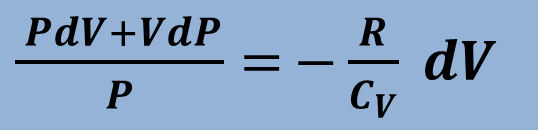 (PdV+VdP)/P = − R/C_V dV